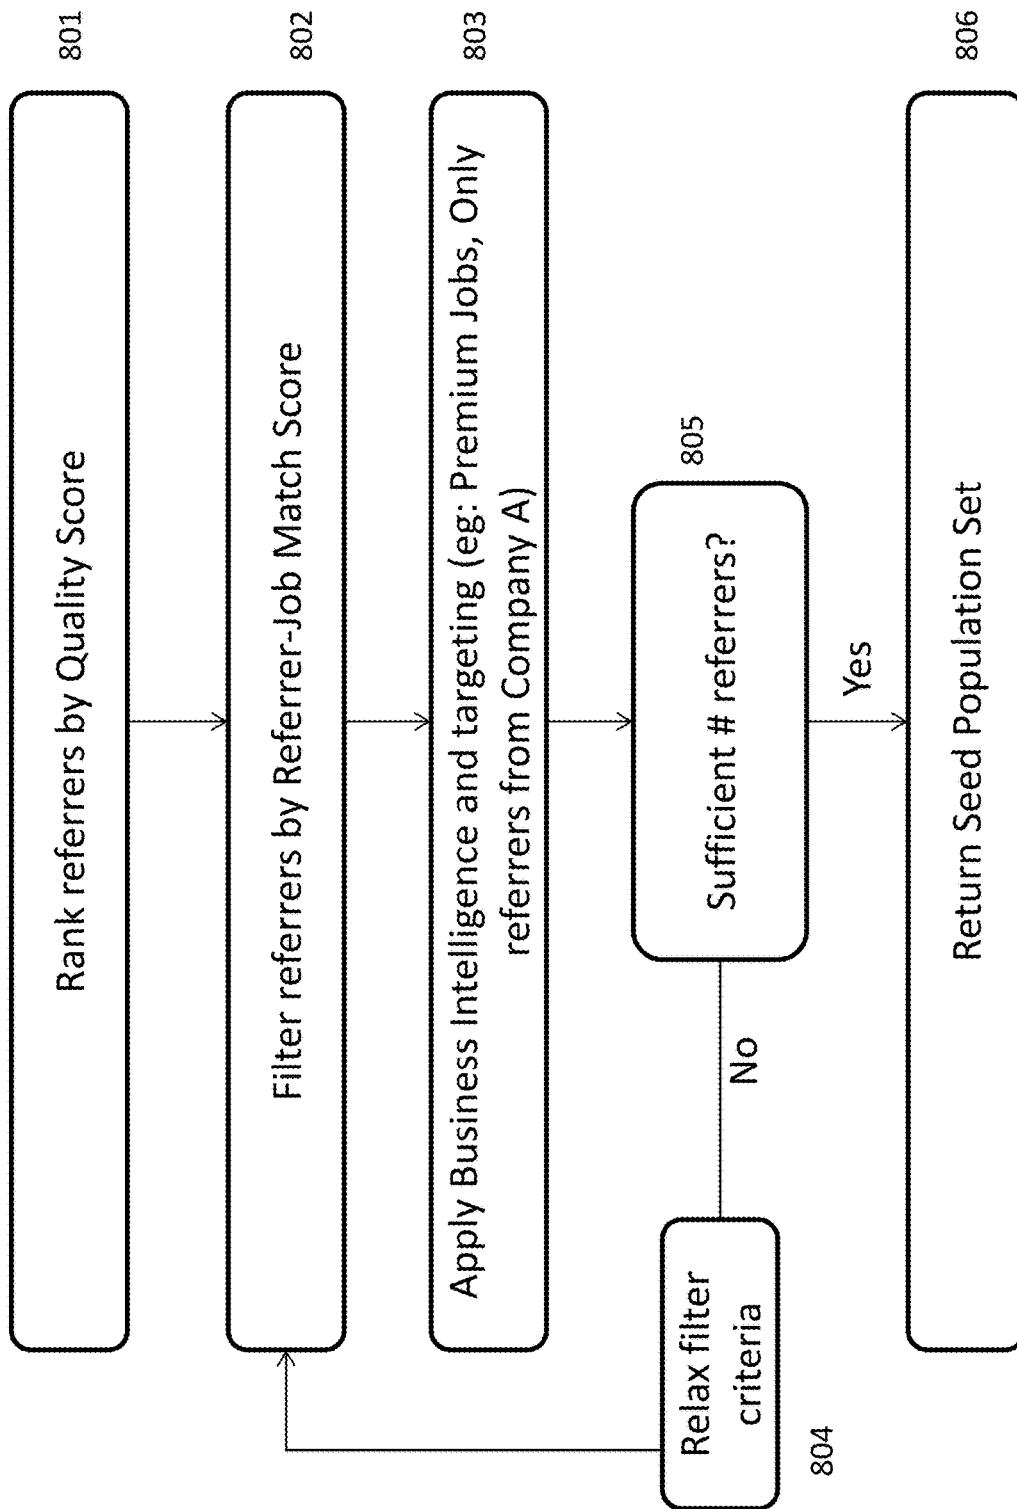 Rank referrers by Quality Score
801
Filter referrers by Referrer-Job Match Score
802
Apply Business Intelligence and targeting (eg: Premium Jobs, Only
referrers from Company A)
803
Sufficient # referrers?
805
No
Relax filter
criteria
804
Yes
Return Seed Population Set
806